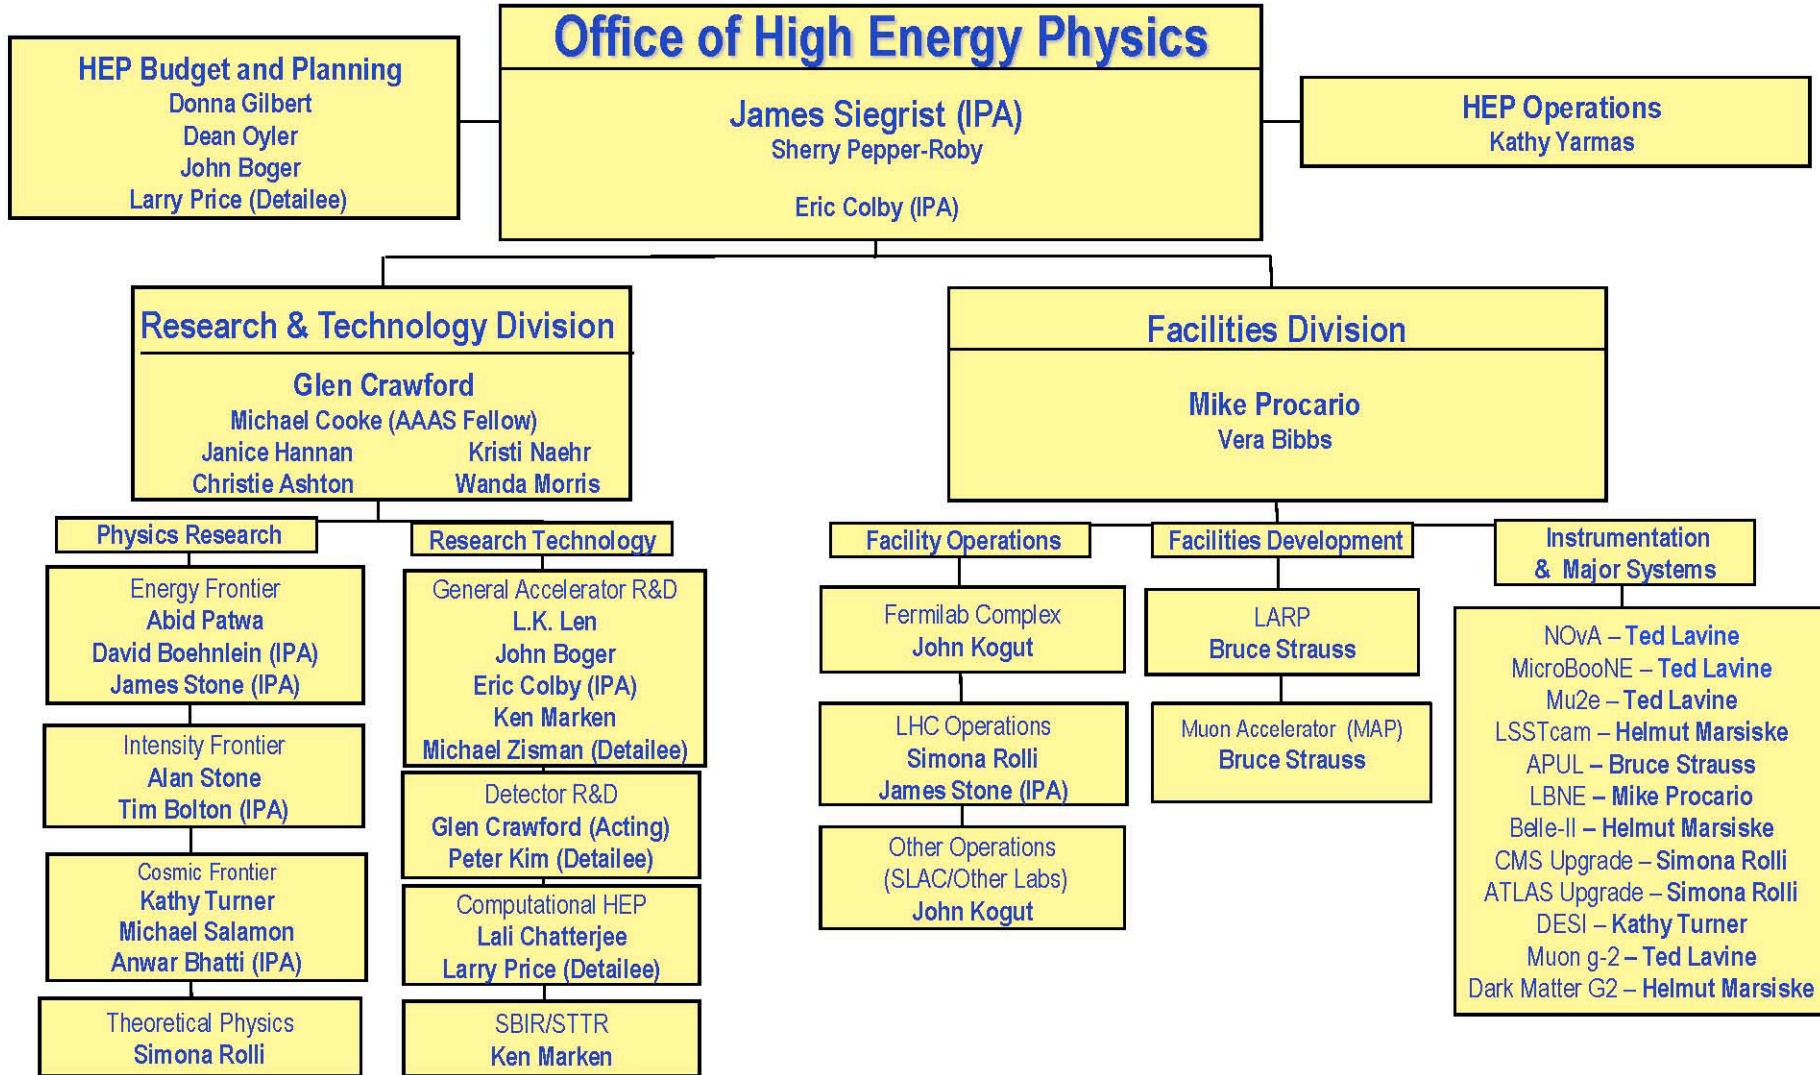 Office of High Energy Physics
James Siegrist (IPA)
Sherry Pepper-Roby
Eric Colby (IPA)
HEP Budget and Planning
Donna Gilbert
Dean Oyler
John Boger
Larry Price (Detailee)
HEP Operations
Kathy Yarmas
Research & Technology Division
Glen Crawford
Michael Cooke (AAAS Fellow)
Janice Hannan Kristi Naehr
Christie Ashton Wanda Morris
Physics Research
Energy Frontier
Abid Patwa
David Boehnlein (IPA)
James Stone (IPA)
Intensity Frontier
Alan Stone
Tim Bolton (IPA)
Cosmic Frontier
Kathy Turner
Michael Salamon
Anwar Bhatti (IPA)
Theoretical Physics
Simona Rolli
Research Technology
General Accelerator R&D
L.K. Len
John Boger
Eric Colby (IPA)
Ken Marken
Michael Zisman (Detailee)
Detector R&D
Glen Crawford (Acting)
Peter Kim (Detailee)
Computational HEP
Lali Chatterjee
Larry Price (Detailee)
SBIR/STTR
Ken Marken
Facilities Division
Mike Procario
Vera Bibbs
Facility Operations
Fermilab Complex
John Kogut
LHC Operations
Simona Rolli
James Stone (IPA)
Other Operations
(SLAC/Other Labs)
John Kogut
Facilities Development
LARP
Bruce Strauss
Muon Accelerator (MAP)
Bruce Strauss
Instrumentation
& Major Systems
NOvA – Ted Lavine
MicroBooNE – Ted Lavine
Mu2e – Ted Lavine
LSSTcam – Helmut Marsiske
APUL – Bruce Strauss
LBNE – Mike Procario
Belle-II – Helmut Marsiske
CMS Upgrade – Simona Rolli
ATLAS Upgrade – Simona Rolli
DESI – Kathy Turner
Muon g-2 – Ted Lavine
Dark Matter G2 – Helmut Marsiske